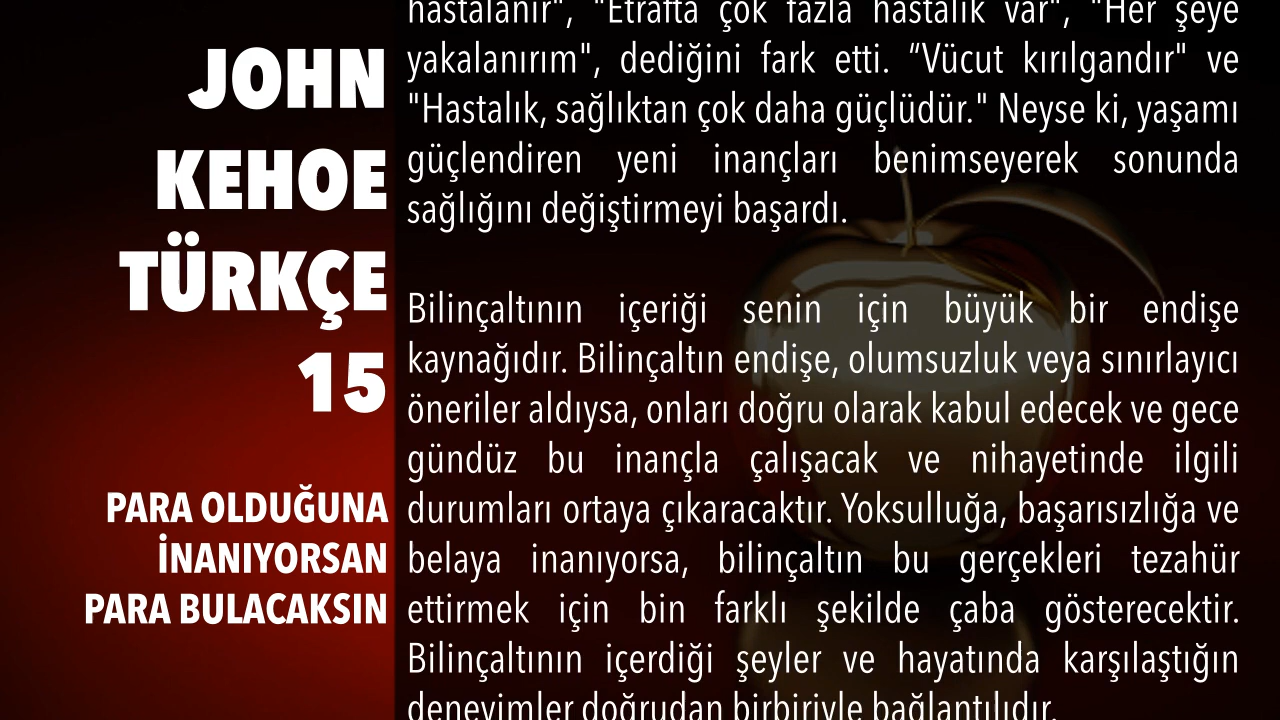 JOHN
KEHOE
TÜRKÇE
15
PARA OLDUĞUNA
İNANIYORSAN
PARA BULACAKSIN
hastalanır", "Etrafta çok fazla hastalık var", "Her şeye
yakalanırım", dediğini fark etti. “Vücut kırılgandır" ve
"Hastalık, sağlıktan çok daha güçlüdür." Neyse ki, yaşamı
güçlendiren yeni inançları benimseyerek sonunda
sağlığını değiştirmeyi başardı.
Bilinçaltının içeriği senin için büyük bir endişe
kaynağıdır. Bilinçaltın endişe, olumsuzluk veya sınırlayıcı
öneriler aldıysa, onları doğru olarak kabul edecek ve gece
gündüz bu inançla çalışacak ve nihayetinde ilgili
durumları ortaya çıkaracaktır. Yoksulluğa, başarısızlığa ve
belaya inanıyorsa, bilinçaltın bu gerçekleri tezahür
ettirmek için bin farklı şekilde çaba gösterecektir.
Bilinçaltının içerdiği şeyler ve hayatında karşılaştığın
deneyimler doğrudan birbiriyle bağlantılıdır.